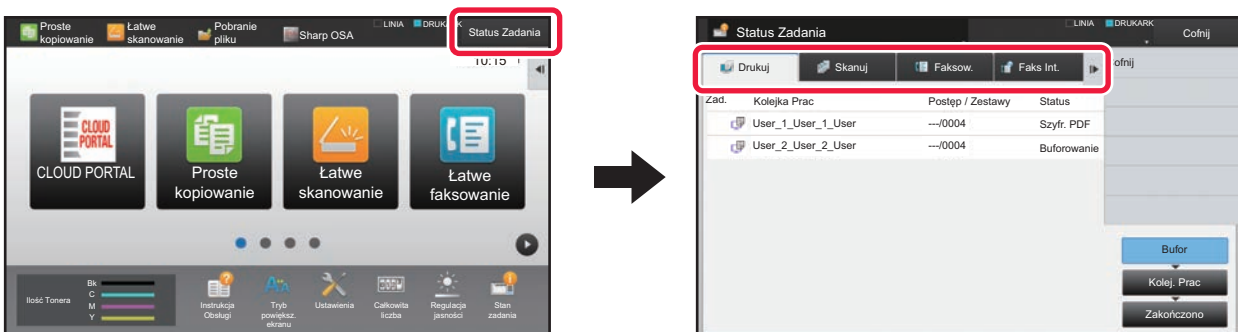 Proste
kopiowanie
Łatwe
skanowanie
Pobranie
pliku
Sharp OSA
LINIA
Status Zadania
10:15
CLOUD
PORTAL
CLOUD PORTAL
Proste
kopiowanie
Łatwe
skanowanie
Łatwe
faksowanie
Ilość Tonera
Bk
C
M
Y
Instrukcja
Obsługi
Tryb
powiększ.
ekranu
Ustawienia
Całkowita
liczba
Regulacja
jasności
Stan
zadania
Status Zadania
LINIA
DRUKARK
Cofnij
Drukuj
Skanuj
Faksow.
Faks Int.
ofnij
Zad.
Kolejka Prac
Postęp / Zestawy
Status
User_1_User_1_User
---/0004
Szyfr. PDF
User_2_User_2_User
---/0004
Buforowanie
Bufor
Kolej. Prac
Zakończono